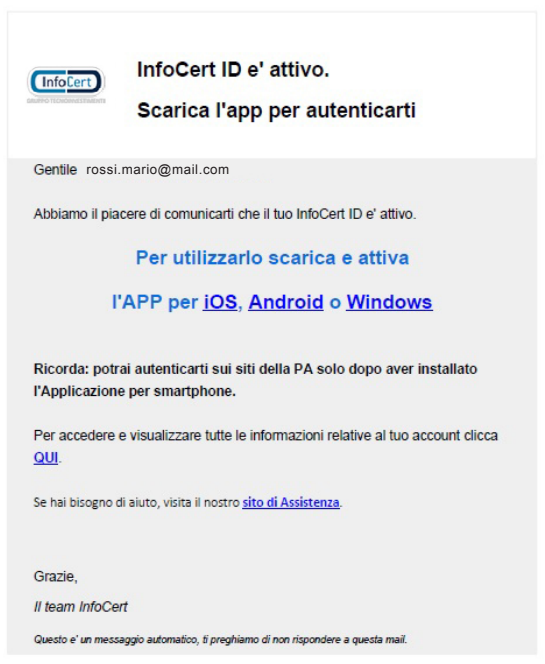 InfoCert
GRUPPO TECNOINVESTIMENTI
InfoCert ID e' attivo.
Scarica l'app per autenticarti
Gentile rossi.mario@mail.com
Abbiamo il piacere di comunicarti che il tuo InfoCert ID e' attivo.
Per utilizzarlo scarica e attiva
l'APP per iOS, Android o Windows
Ricorda: potrai autenticarti sui siti della PA solo dopo aver installato
l'Applicazione per smartphone.
Per accedere e visualizzare tutte le informazioni relative al tuo account clicca
QUI.
Se hai bisogno di aiuto, visita il nostro sito di Assistenza.
Grazie,
Il team InfoCert
Questo e' un messaggio automatico, ti preghiamo di non rispondere a questa mail.